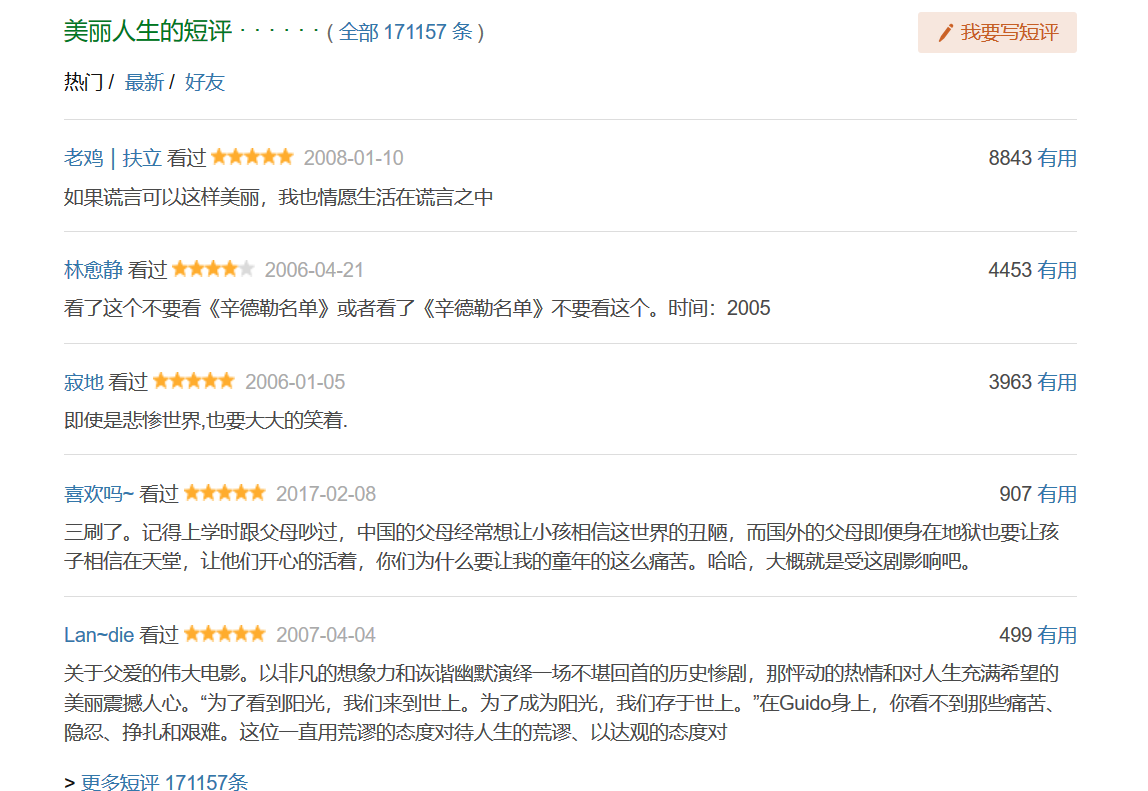 美丽人生的短评 · · · · · · ( 全部 171157 条 )
我要写短评
热门 / 最新 / 好友
老鸡｜扶立 看过 2008-01-10 8843 有用
如果谎言可以这样美丽，我也情愿生活在谎言之中
林愈静 看过 2006-04-21 4453 有用
看了这个不要看《辛德勒名单》或者看了《辛德勒名单》不要看这个。时间：2005
寂地 看过 2006-01-05 3963 有用
即使是悲惨世界,也要大大的笑着.
喜欢吗~ 看过 2017-02-08 907 有用
三刷了。记得上学时跟父母吵过，中国的父母经常想让小孩相信这世界的丑陋，而国外的父母即便身在地狱也要让孩
子相信在天堂，让他们开心的活着，你们为什么要让我的童年的这么痛苦。哈哈，大概就是受这剧影响吧。
Lan~die 看过 2007-04-04 499 有用
关于父爱的伟大电影。以非凡的想象力和诙谐幽默演绎一场不堪回首的历史惨剧，那怦动的热情和对人生充满希望的
美丽震撼人心。“为了看到阳光，我们来到世上。为了成为阳光，我们存于世上。”在Guido身上，你看不到那些痛苦、
隐忍、挣扎和艰难。这位一直用荒谬的态度对待人生的荒谬、以达观的态度对
> 更多短评 171157条